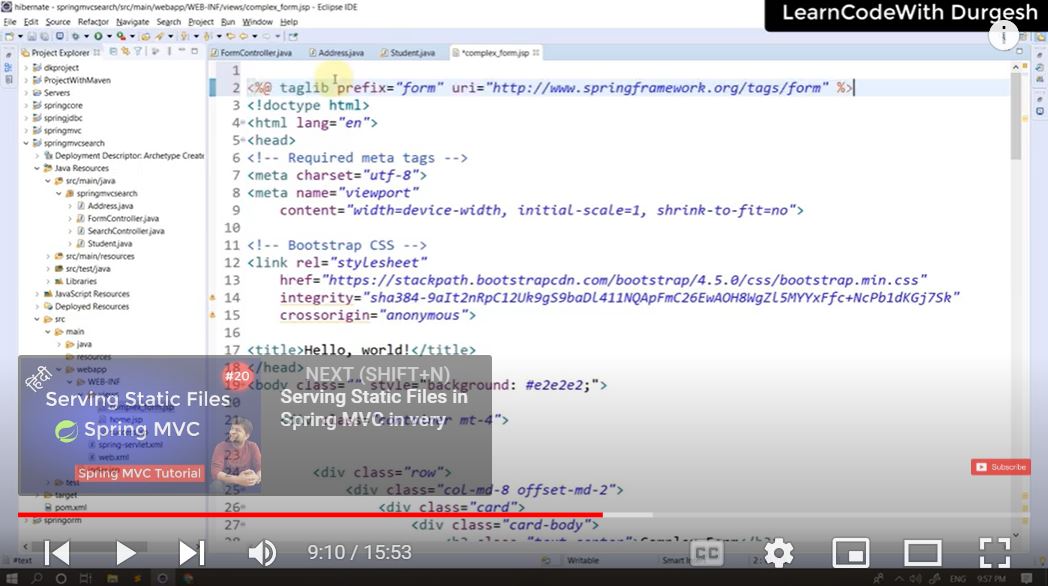 hibernate - springmvcsearch/src/main/webapp/WEB-INF/views/complex_form.jsp - Eclipse IDE
LearnCodeWith Durgesh
File Edit Source Refactor Navigate Search Project Run Window Help
Project Explorer
FormController.java
Address.java
Student.java
*complex_form.jsp
dkproject
ProjectWithMaven
Servers
springcore
springjdbc
springmvc
springmvcsearch
Deployment Descriptor: Archetype Create
Java Resources
src/main/java
springmvcsearch
Address.java
FormController.java
SearchController.java
Student.java
src/main/resources
src/test/java
Libraries
JavaScript Resources
Deployed Resources
src
main
java
resources
webapp
WEB-INF
complex_form.jsp
home.jsp
spring-servlet.xml
web.xml
test
target
pom.xml
springorm
1
2 <%@ taglib prefix="form" uri="http://www.springframework.org/tags/form" %>
3 <!doctype html>
4 <html lang="en">
5 <head>
6 <!-- Required meta tags -->
7 <meta charset="utf-8">
8 <meta name="viewport"
9 content="width=device-width, initial-scale=1, shrink-to-fit=no">
10
11 <!-- Bootstrap CSS -->
12 <link rel="stylesheet"
13 href="https://stackpath.bootstrapcdn.com/bootstrap/4.5.0/css/bootstrap.min.css"
14 integrity="sha384-9aIt2nRpC12Uk9gS9baDl411NQApFmC26EwAOH8WgZl5MYYxFfc+NcPb1dKGj7Sk"
15 crossorigin="anonymous">
16
17 <title>Hello, world!</title>
18 </head>
19 <body class="" style="background: #e2e2e2;">
20
21 <div class="container mt-4">
24 <div class="row">
25 <div class="col-md-8 offset-md-2">
26 <div class="card">
27 <div class="card-body">
28
हिंदी
#20
Serving Static Files
Spring MVC
Spring MVC Tutorial
NEXT (SHIFT+N)
Serving Static Files in
Spring MVC in very
Subscribe
9:10 / 15:53
CC
#text
Writable
Smart In
ENG 9:57 PM